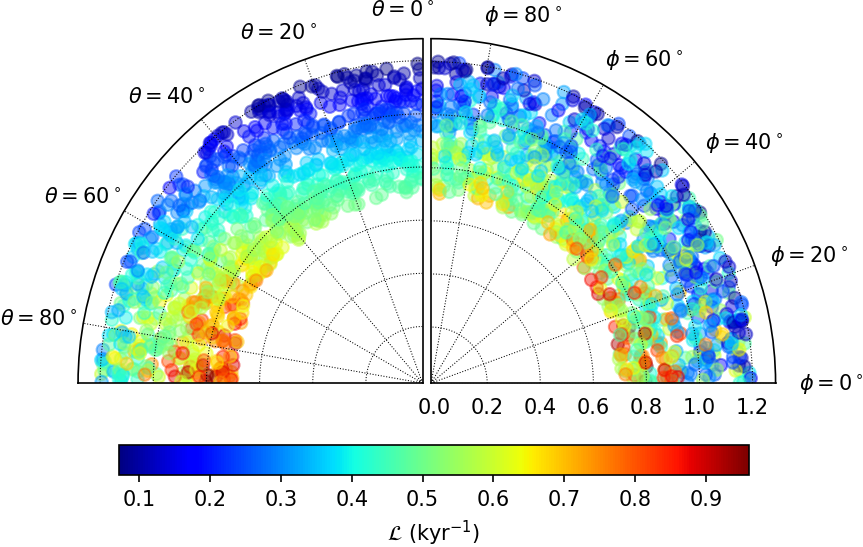 θ = 0° ϕ = 80°
θ = 20° ϕ = 60°
θ = 40° ϕ = 40°
θ = 60° ϕ = 20°
θ = 80° ϕ = 0°
0.0 0.2 0.4 0.6 0.8 1.0 1.2
0.1 0.2 0.3 0.4 0.5 0.6 0.7 0.8 0.9
ℒ (kyr⁻¹)